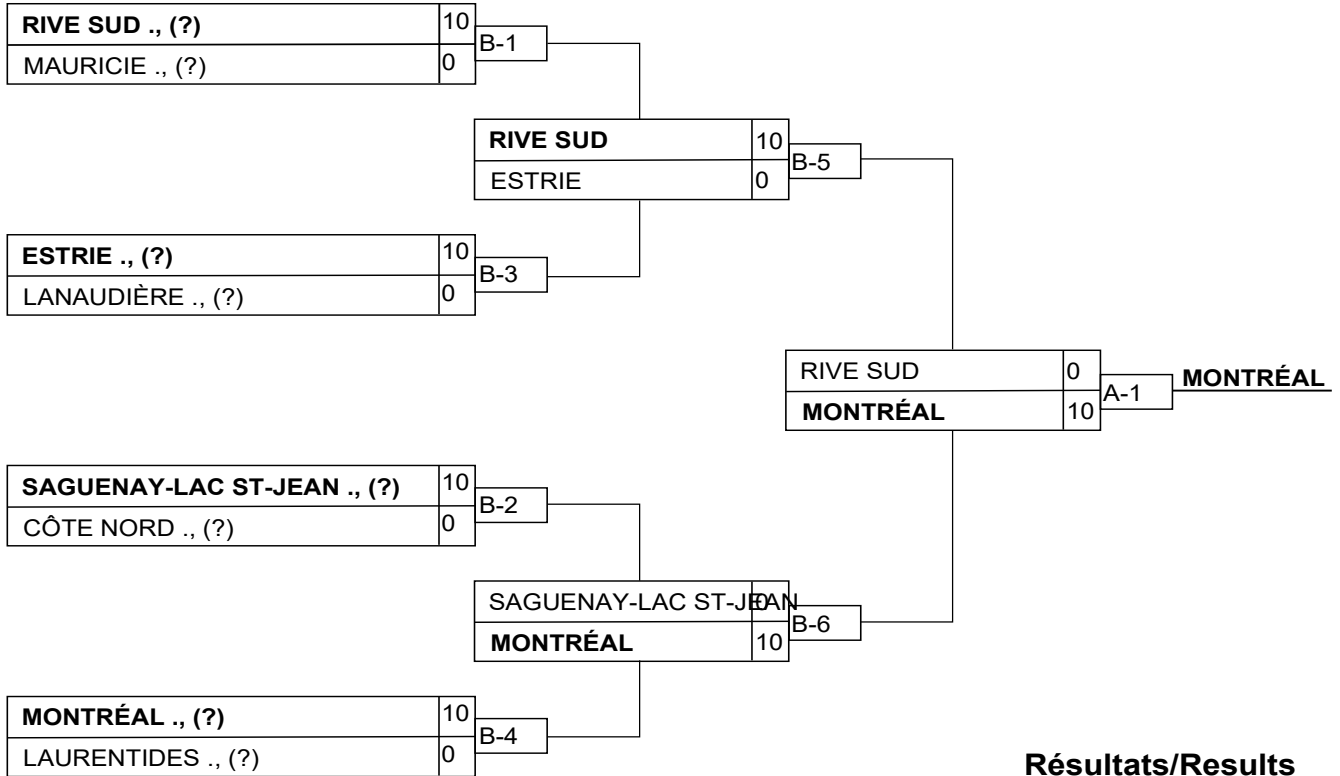 RIVE SUD ., (?) 10
B-1
MAURICIE ., (?) 0
RIVE SUD 10
B-5
ESTRIE 0
ESTRIE ., (?) 10
B-3
LANAUDIÈRE ., (?) 0
RIVE SUD 0
A-1 MONTRÉAL
MONTRÉAL 10
SAGUENAY-LAC ST-JEAN ., (?) 10
B-2
CÔTE NORD ., (?) 0
SAGUENAY-LAC ST-JEAN 0
B-6
MONTRÉAL 10
MONTRÉAL ., (?) 10
B-4
LAURENTIDES ., (?) 0
Résultats/Results